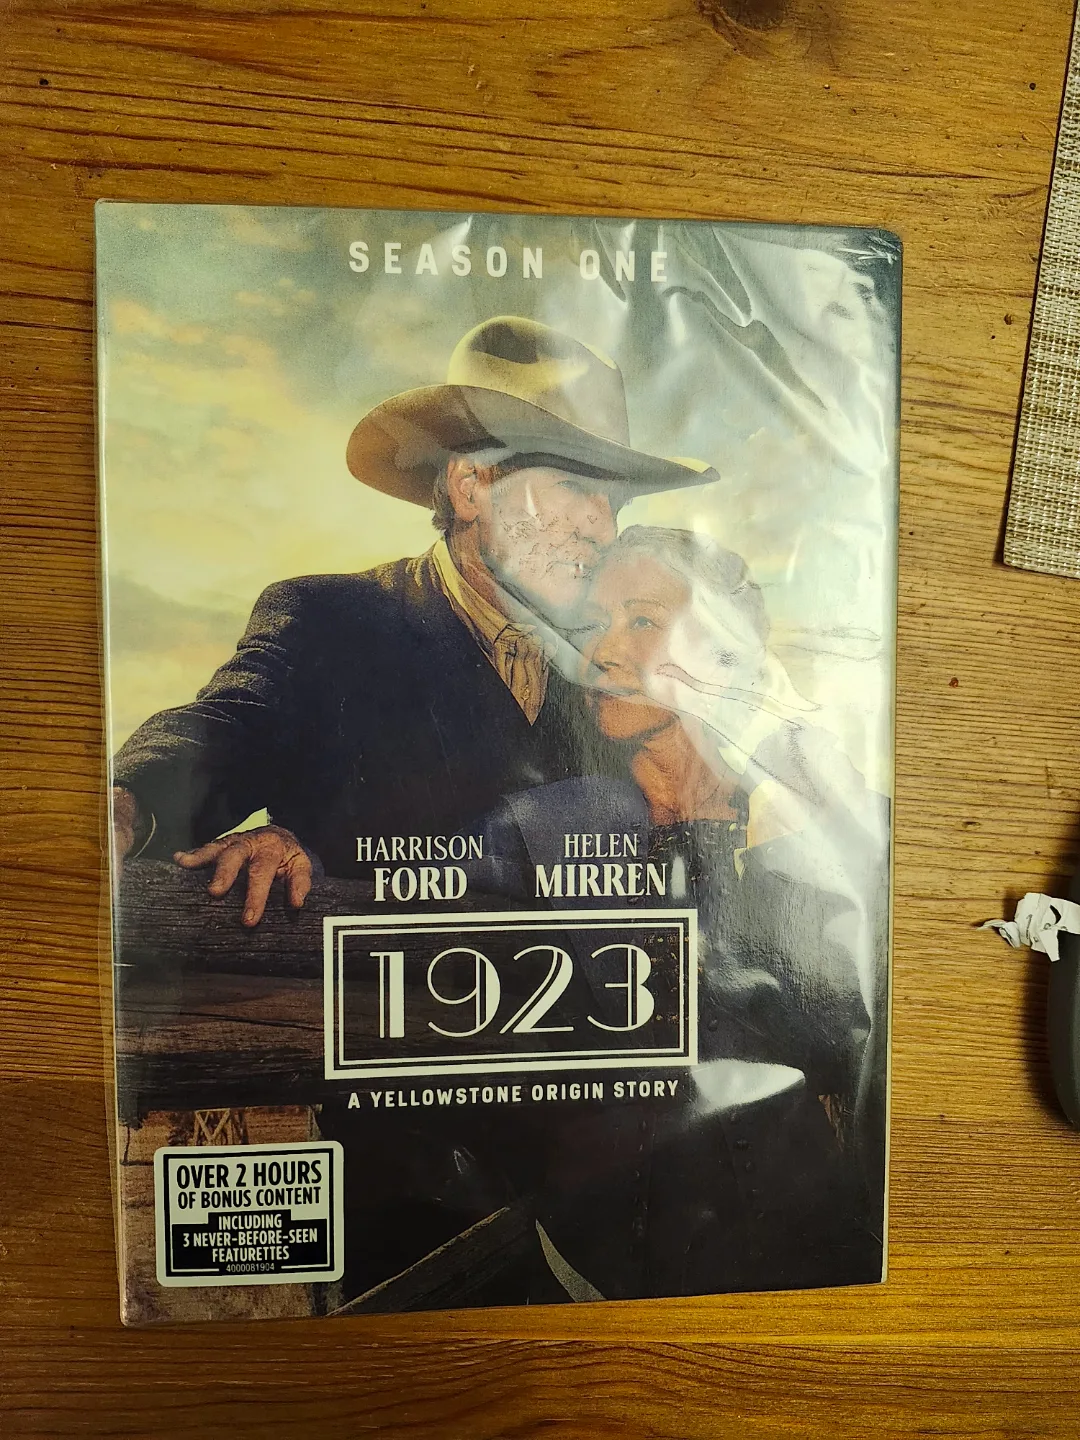 SEASON ONE
HARRISON FORD
HELEN MIRREN
1923
A YELLOWSTONE ORIGIN STORY
OVER 2 HOURS
OF BONUS CONTENT
INCLUDING
3 NEVER-BEFORE-SEEN
FEATURETTES
4000081904